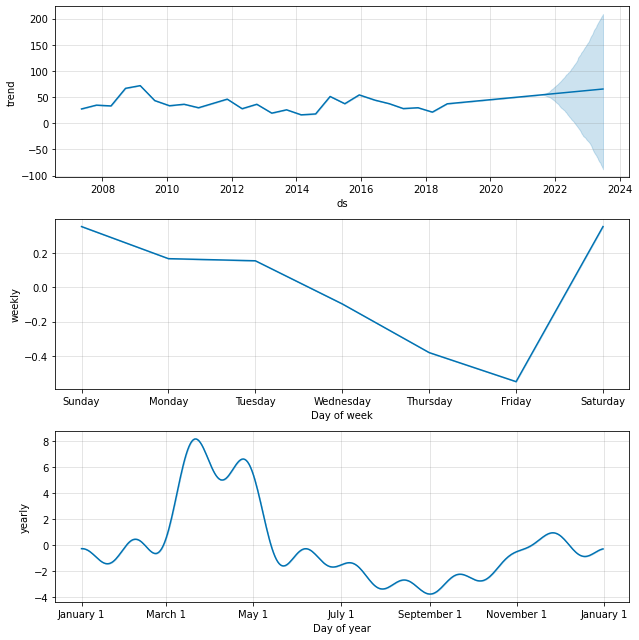 200
150
100
50
0
−50
−100
trend
2008 2010 2012 2014 2016 2018 2020 2022 2024
ds
0.2
0.0
−0.2
−0.4
weekly
Sunday Monday Tuesday Wednesday Thursday Friday Saturday
Day of week
8
6
4
2
0
−2
−4
yearly
January 1 March 1 May 1 July 1 September 1 November 1 January 1
Day of year